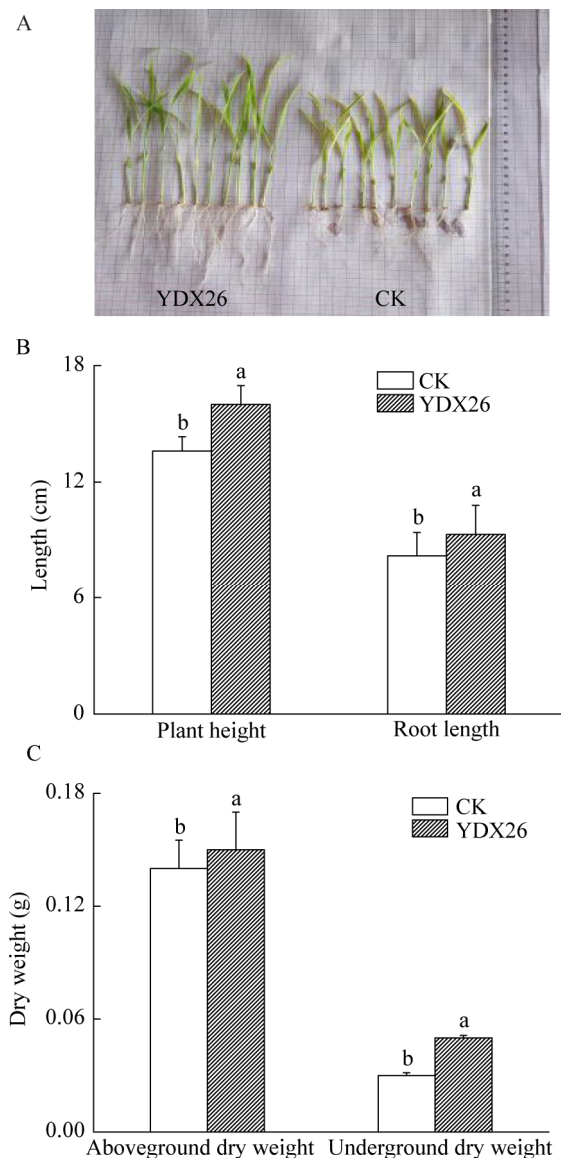 A
YDX26 CK
B
18
12
6
0
Length (cm)
b a b a
CK
YDX26
Plant height Root length
C
0.18
0.12
0.06
0.00
Dry weight (g)
b a b a
CK
YDX26
Aboveground dry weight Underground dry weight